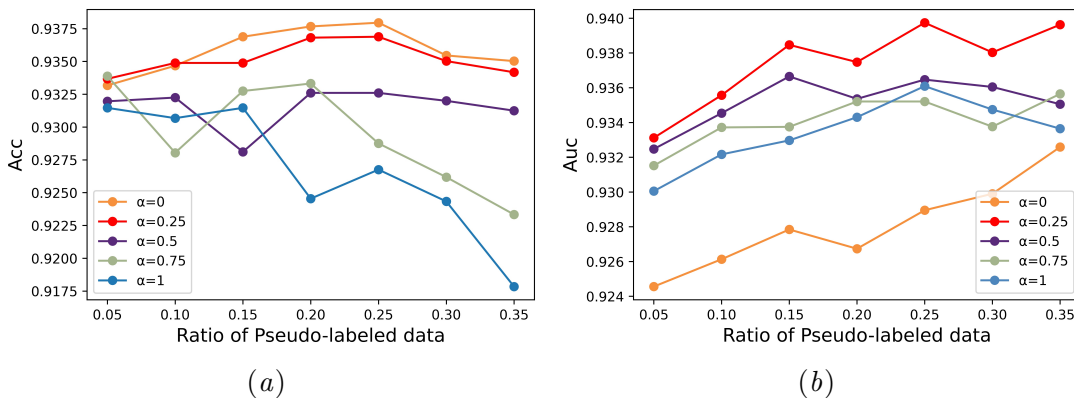 0.9375
0.9350
0.9325
0.9300
0.9275
0.9250
0.9225
0.9200
0.9175
Acc
α=0
α=0.25
α=0.5
α=0.75
α=1
0.05 0.10 0.15 0.20 0.25 0.30 0.35
Ratio of Pseudo-labeled data
(a)
0.940
0.938
0.936
0.934
0.932
0.930
0.928
0.926
0.924
Auc
α=0
α=0.25
α=0.5
α=0.75
α=1
0.05 0.10 0.15 0.20 0.25 0.30 0.35
Ratio of Pseudo-labeled data
(b)